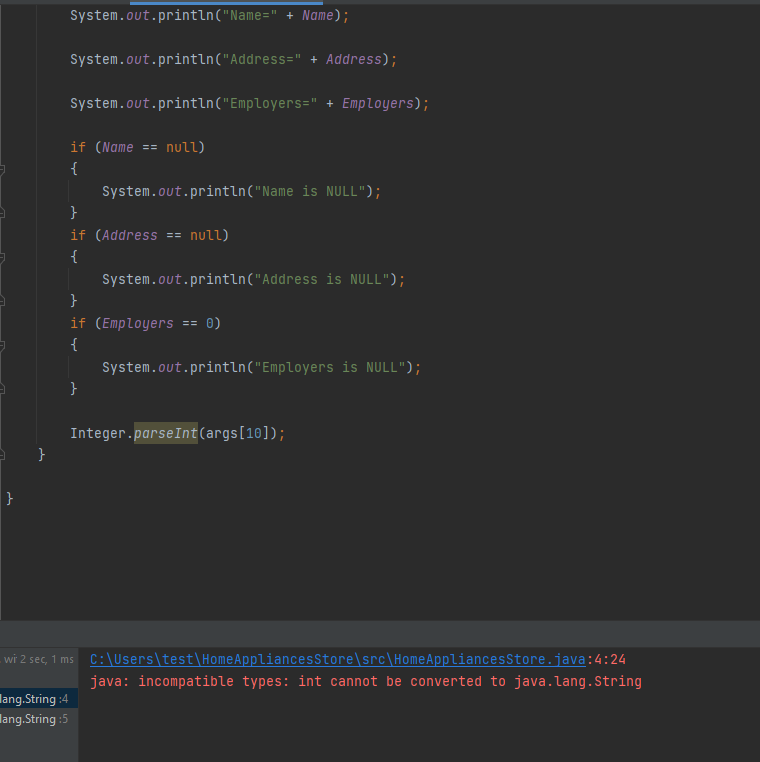 System.out.println("Name=" + Name);
System.out.println("Address=" + Address);
System.out.println("Employers=" + Employers);
if (Name == null)
{
System.out.println("Name is NULL");
}
if (Address == null)
{
System.out.println("Address is NULL");
}
if (Employers == 0)
{
System.out.println("Employers is NULL");
}
Integer.parseInt(args[10]);
}
}
2 sec, 1 ms
C:\Users\test\HomeAppliancesStore\src\HomeAppliancesStore.java:4:24
java: incompatible types: int cannot be converted to java.lang.String
lang.String :4
lang.String :5